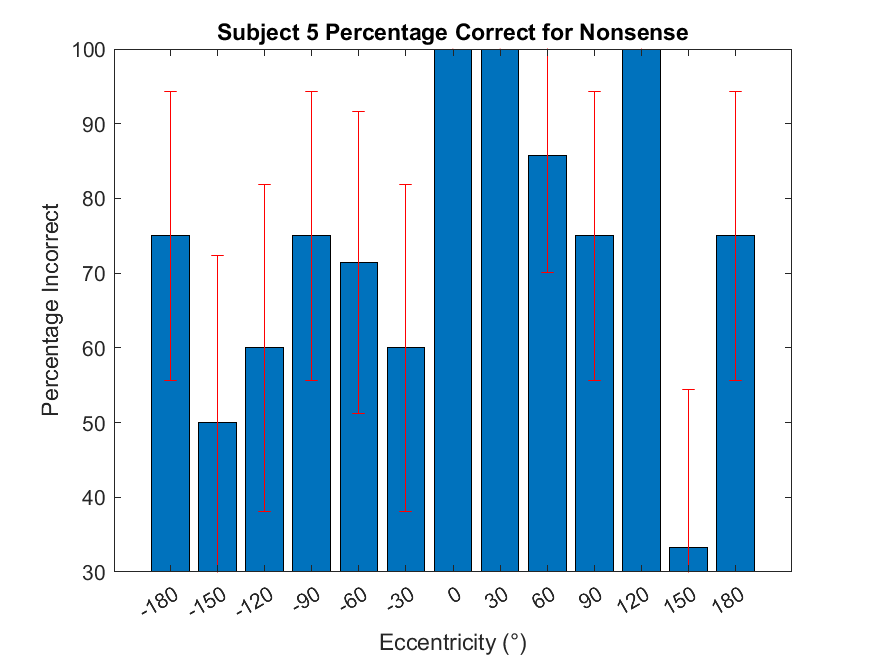 Subject 5 Percentage Correct for Nonsense
100
90
80
70
60
50
40
30
Percentage Incorrect
-180 -150 -120 -90 -60 -30 0 30 60 90 120 150 180
Eccentricity (°)